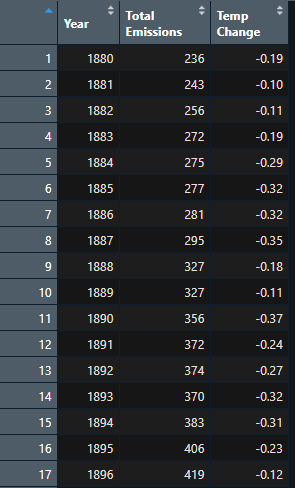 Year Total Emissions Temp Change
1 1880 236 -0.19
2 1881 243 -0.10
3 1882 256 -0.11
4 1883 272 -0.19
5 1884 275 -0.29
6 1885 277 -0.32
7 1886 281 -0.32
8 1887 295 -0.35
9 1888 327 -0.18
10 1889 327 -0.11
11 1890 356 -0.37
12 1891 372 -0.24
13 1892 374 -0.27
14 1893 370 -0.32
15 1894 383 -0.31
16 1895 406 -0.23
17 1896 419 -0.12